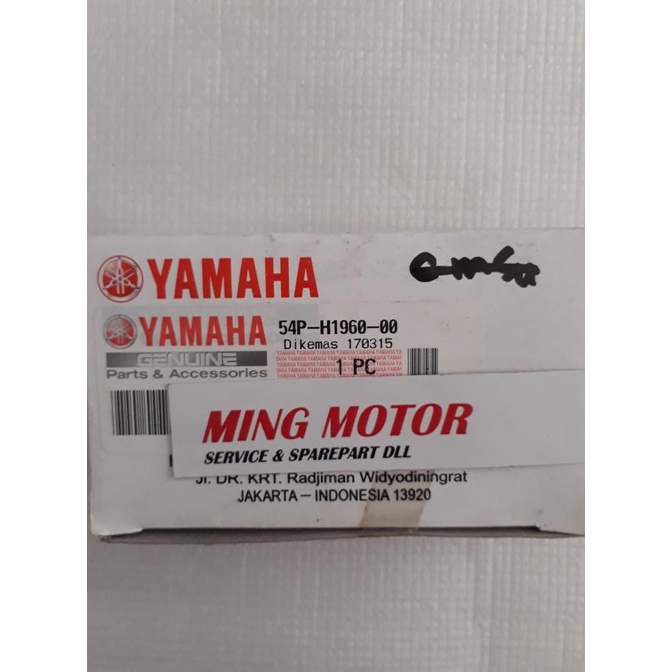 YAMAHA
YAMAHA
GENUINE
Parts & Accessories
54P-H1960-00
Dikemas 170315
1 PC
MING MOTOR
SERVICE & SPAREPART DLL
Jl. DR. KRT. Radjiman Widyodiningrat
JAKARTA - INDONESIA 13920